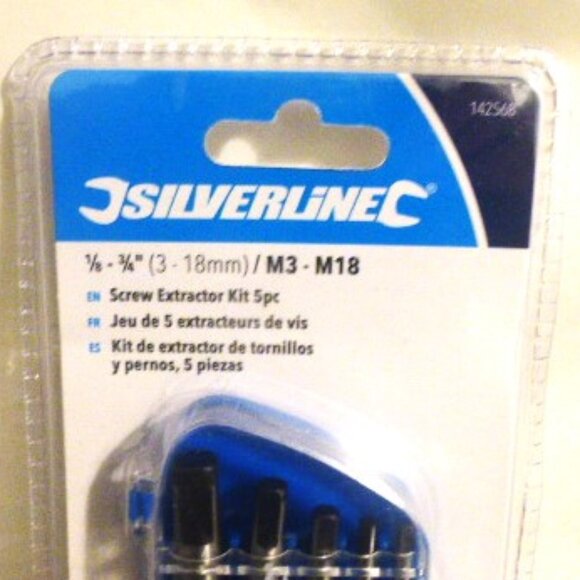 142568
SILVERLINE®
⅛ - ¾" (3 - 18mm) / M3 - M18
EN Screw Extractor Kit 5pc
FR Jeu de 5 extracteurs de vis
ES Kit de extractor de tornillos
y pernos, 5 piezas